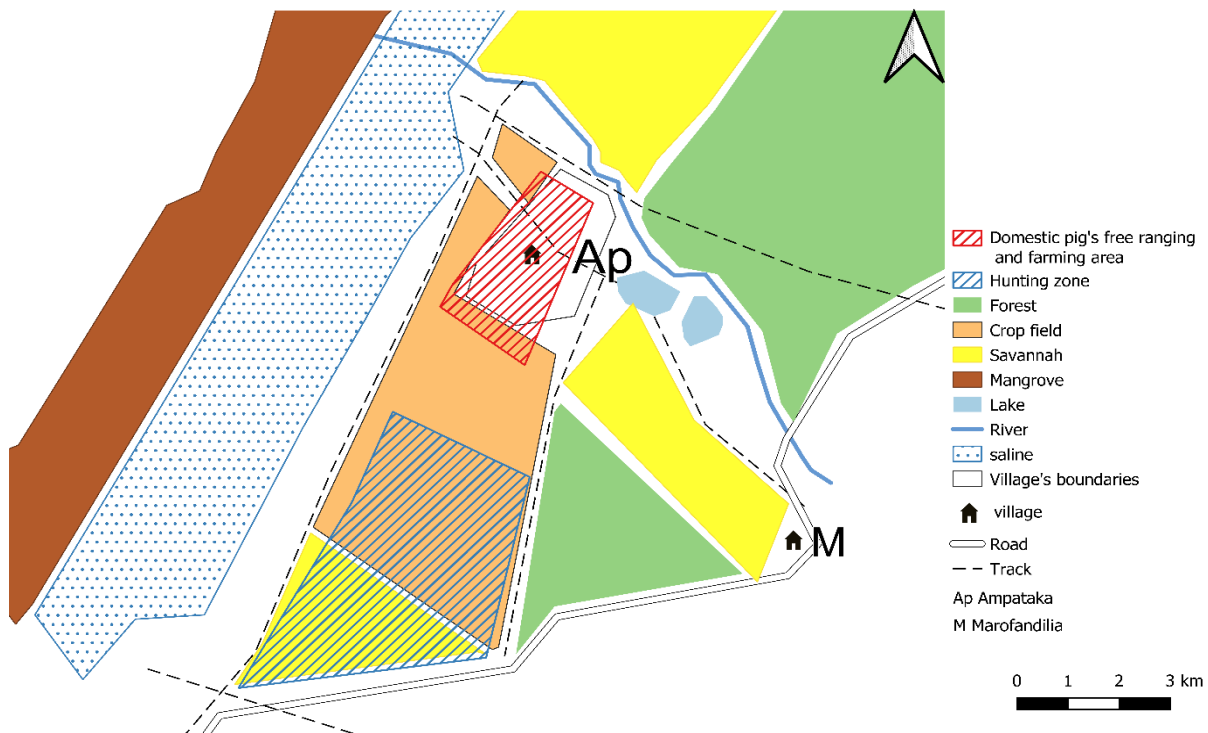 Ap
M
Domestic pig's free ranging
and farming area
Hunting zone
Forest
Crop field
Savannah
Mangrove
Lake
River
saline
Village's boundaries
village
Road
Track
Ap Ampataka
M Marofandilia
0 1 2 3 km